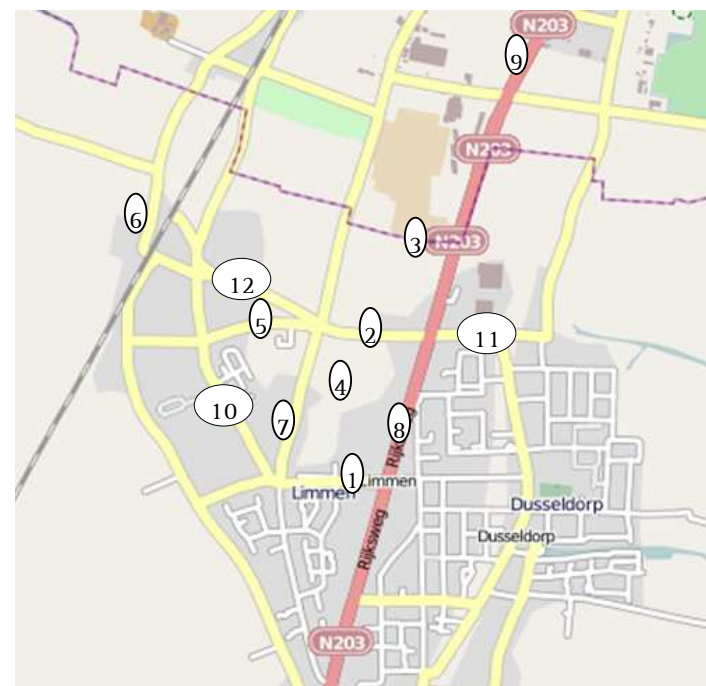 N203
9
N203
6
3
N203
12
5
2
11
4
10
7
8
Rijksweg
1
Limmen
Limmen
Dusseldorp
Rijksweg
Dusseldorp
N203